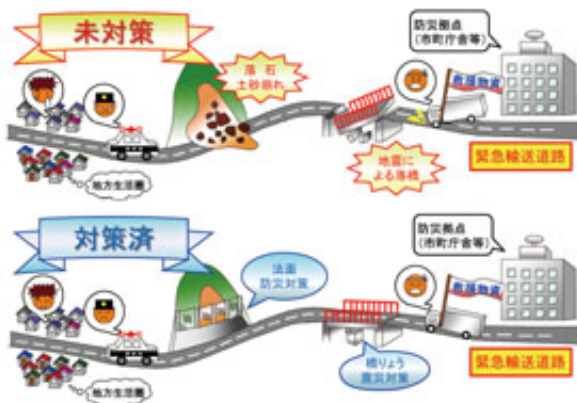 未対策
防災拠点
(市町庁舎等)
落石
土砂崩れ
救援物資
地震に
よる落橋
緊急輸送道路
地方生活圏
対策済
防災拠点
(市町庁舎等)
法面
防災対策
救援物資
橋りょう
震災対策
緊急輸送道路
地方生活圏